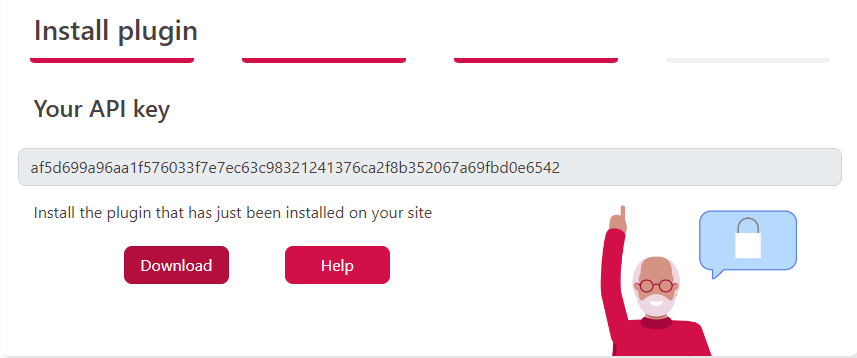 Install plugin
Your API key
af5d699a96aa1f576033f7e7ec63c98321241376ca2f8b352067a69fbd0e6542
Install the plugin that has just been installed on your site
Download
Help